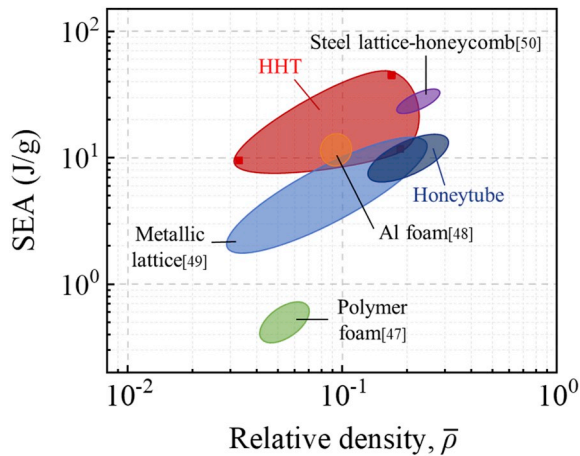 10²
Steel lattice-honeycomb[50]
HHT
SEA (J/g)
10¹
Honeytube
Metallic
lattice[49]
Al foam[48]
10⁰
Polymer
foam[47]
10⁻² 10⁻¹ 10⁰
Relative density, ρ̅